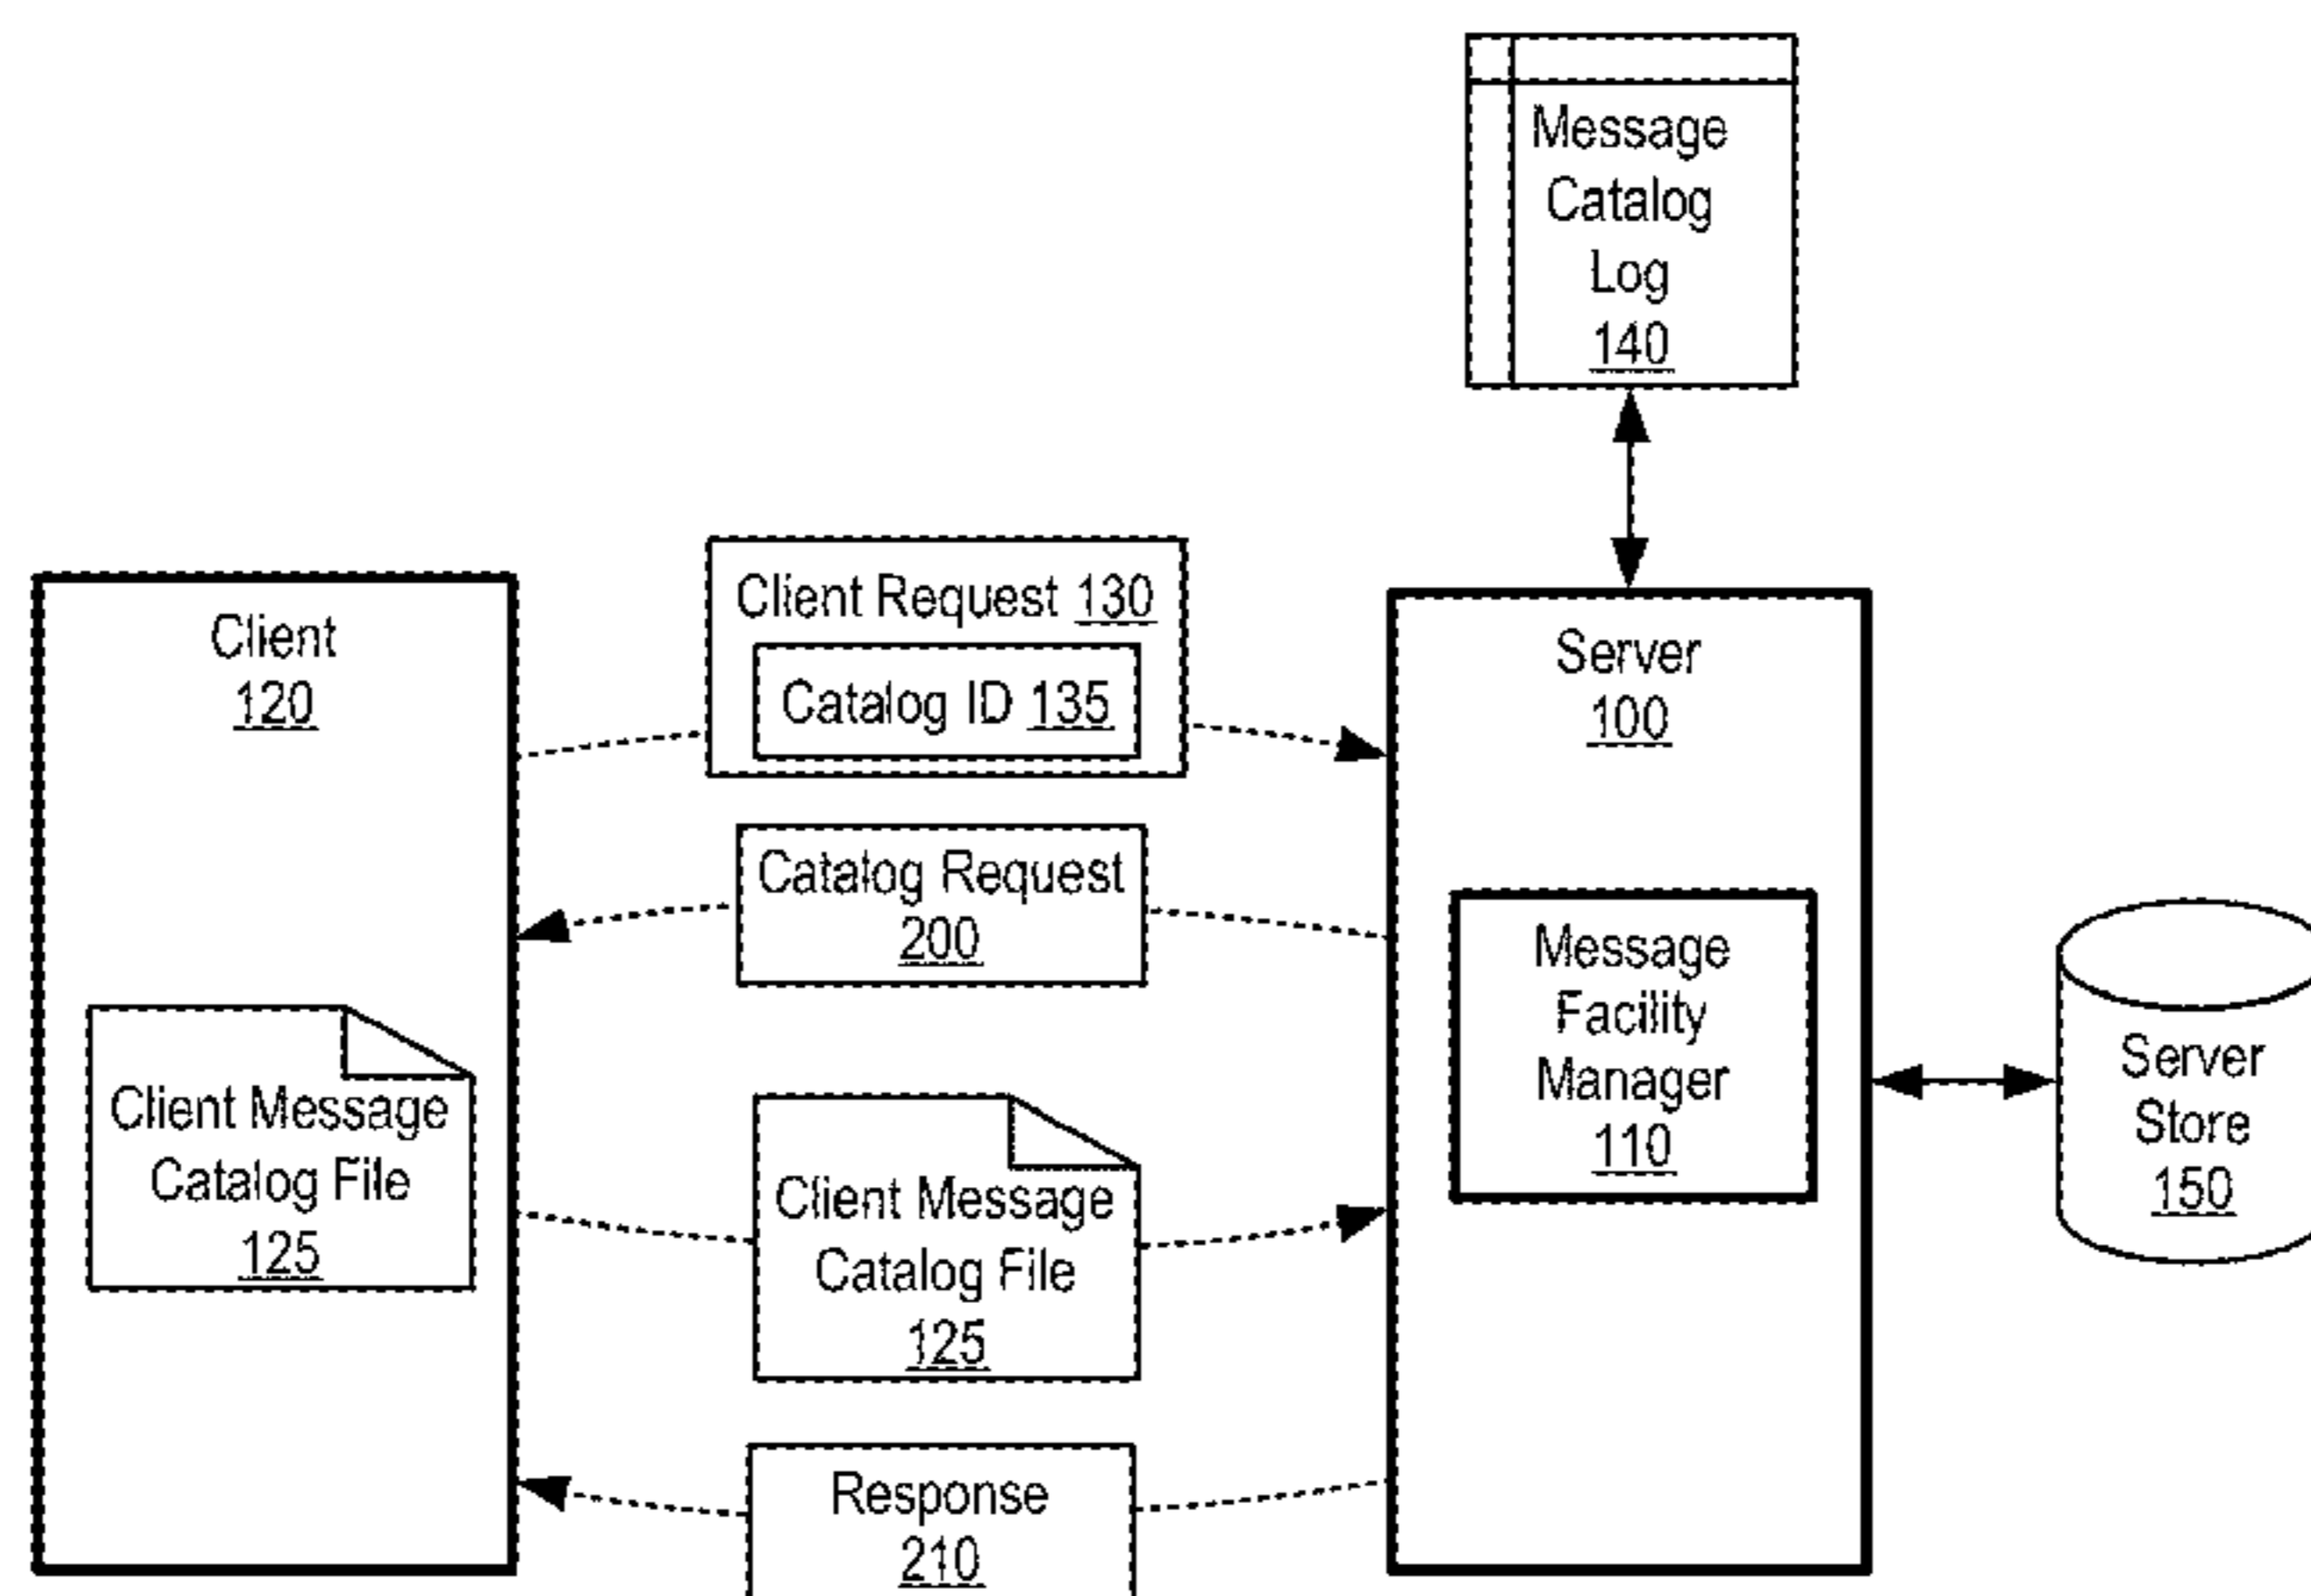 Message
Catalog
Log
140
Client Request 130
Catalog ID 135
Client
120
Server
100
Catalog Request
200
Message
Facility
Manager
110
Client Message
Catalog File
125
Client Message
Catalog File
125
Server
Store
150
Response
210